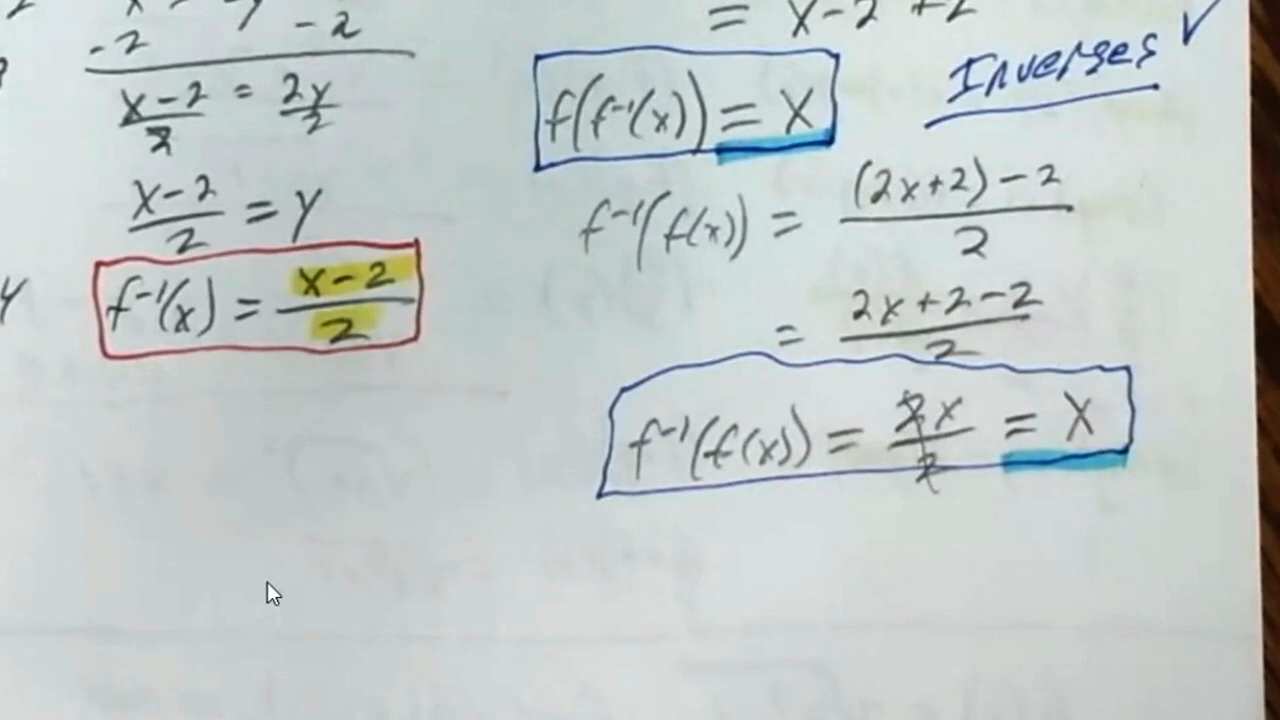 -2 -2
x-2/2 = 2y/2
x-2/2 = y
f⁻¹(x) = x-2/2
= x-2+2
Inverses ✓
f(f⁻¹(x)) = x
f⁻¹(f(x)) = (2x+2)-2/2
= 2x+2-2/2
f⁻¹(f(x)) = 2x/2 = x